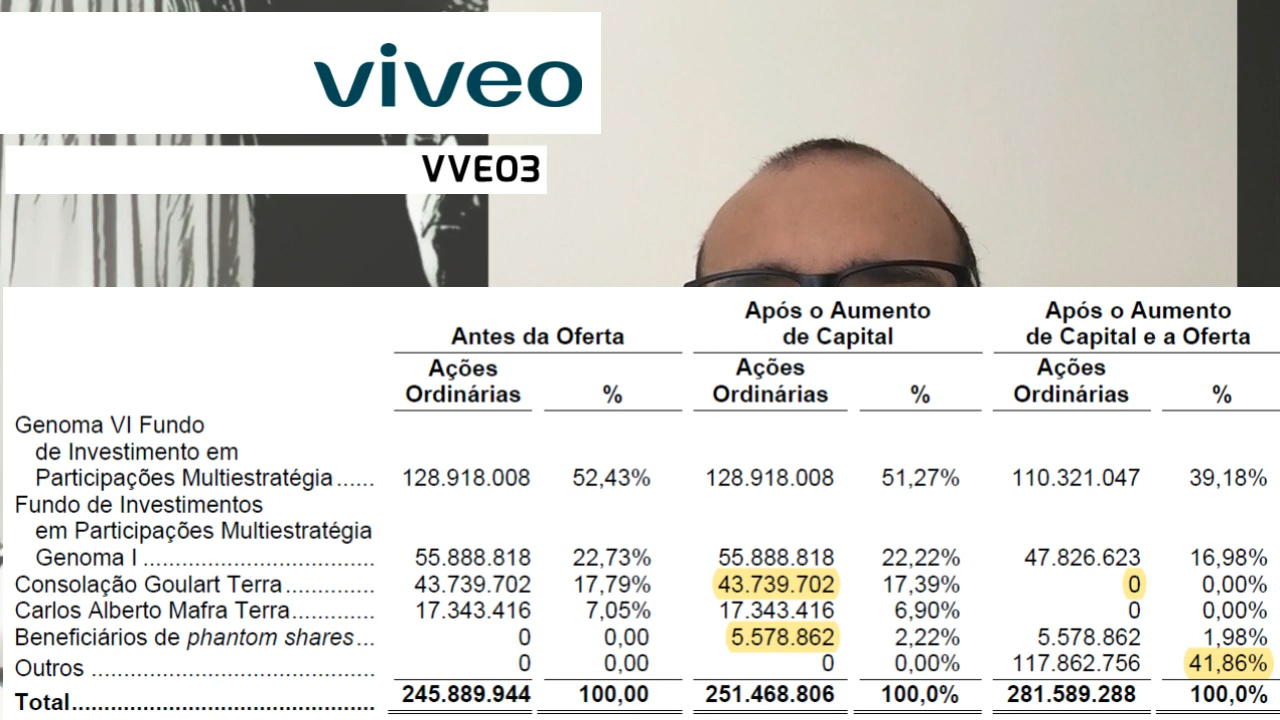 viveo
VVEO3
Antes da Oferta
Após o Aumento
de Capital
Após o Aumento
de Capital e a Oferta
Ações
Ordinárias
%
Ações
Ordinárias
%
Ações
Ordinárias
%
Genoma VI Fundo
de Investimento em
Participações Multiestratégia...... 128.918.008 52,43% 128.918.008 51,27% 110.321.047 39,18%
Fundo de Investimentos
em Participações Multiestratégia
Genoma I .................................... 55.888.818 22,73% 55.888.818 22,22% 47.826.623 16,98%
Consolação Goulart Terra.............. 43.739.702 17,79% 43.739.702 17,39% 0 0,00%
Carlos Alberto Mafra Terra............. 17.343.416 7,05% 17.343.416 6,90% 0 0,00%
Beneficiários de phantom shares... 0 0,00 5.578.862 2,22% 5.578.862 1,98%
Outros ............................................ 0 0,00 0 0,00% 117.862.756 41,86%
Total............................................... 245.889.944 100,00 251.468.806 100,0% 281.589.288 100,0%